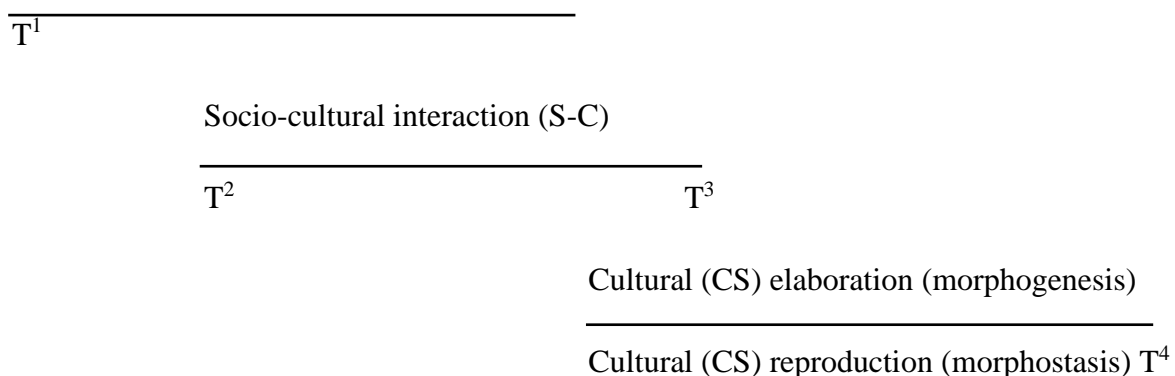 T¹
Socio-cultural interaction (S-C)
T² T³
Cultural (CS) elaboration (morphogenesis)
Cultural (CS) reproduction (morphostasis) T⁴